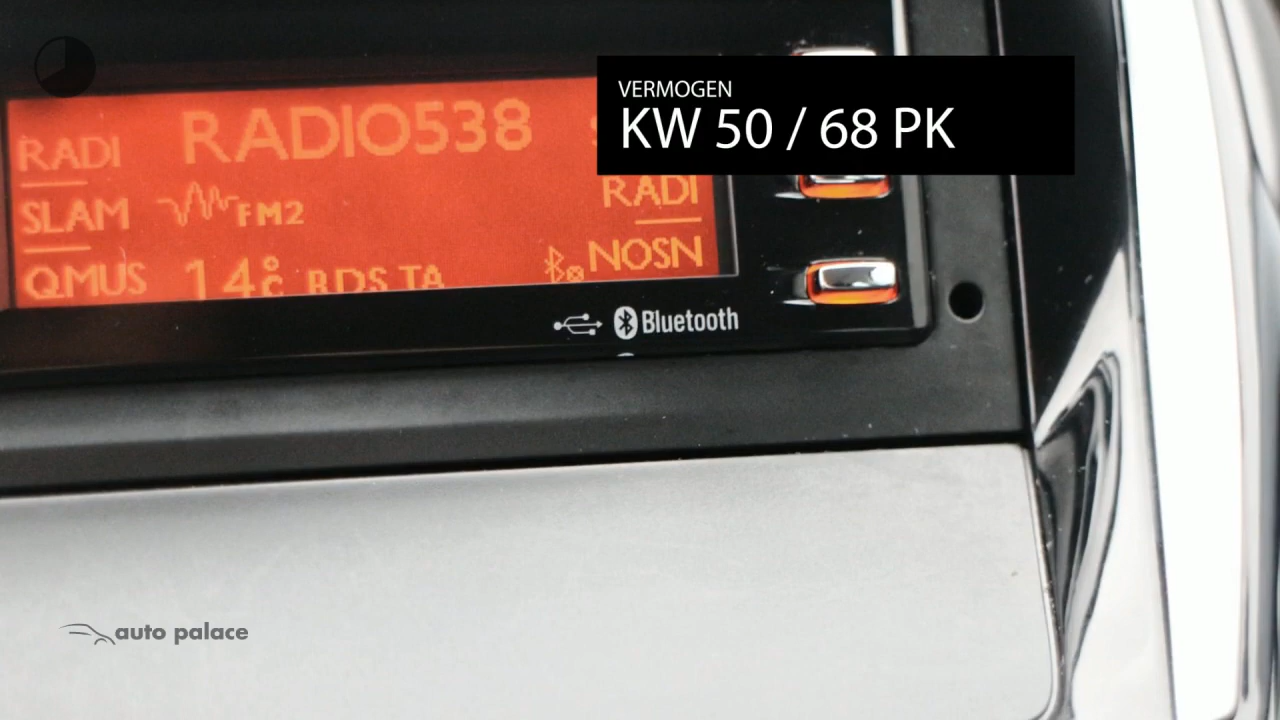 VERMOGEN
KW 50 / 68 PK
RADIO538
RADI
RADI
FM2
SLAM
NOSN
QMUS
14°C RDS TA
Bluetooth
auto palace